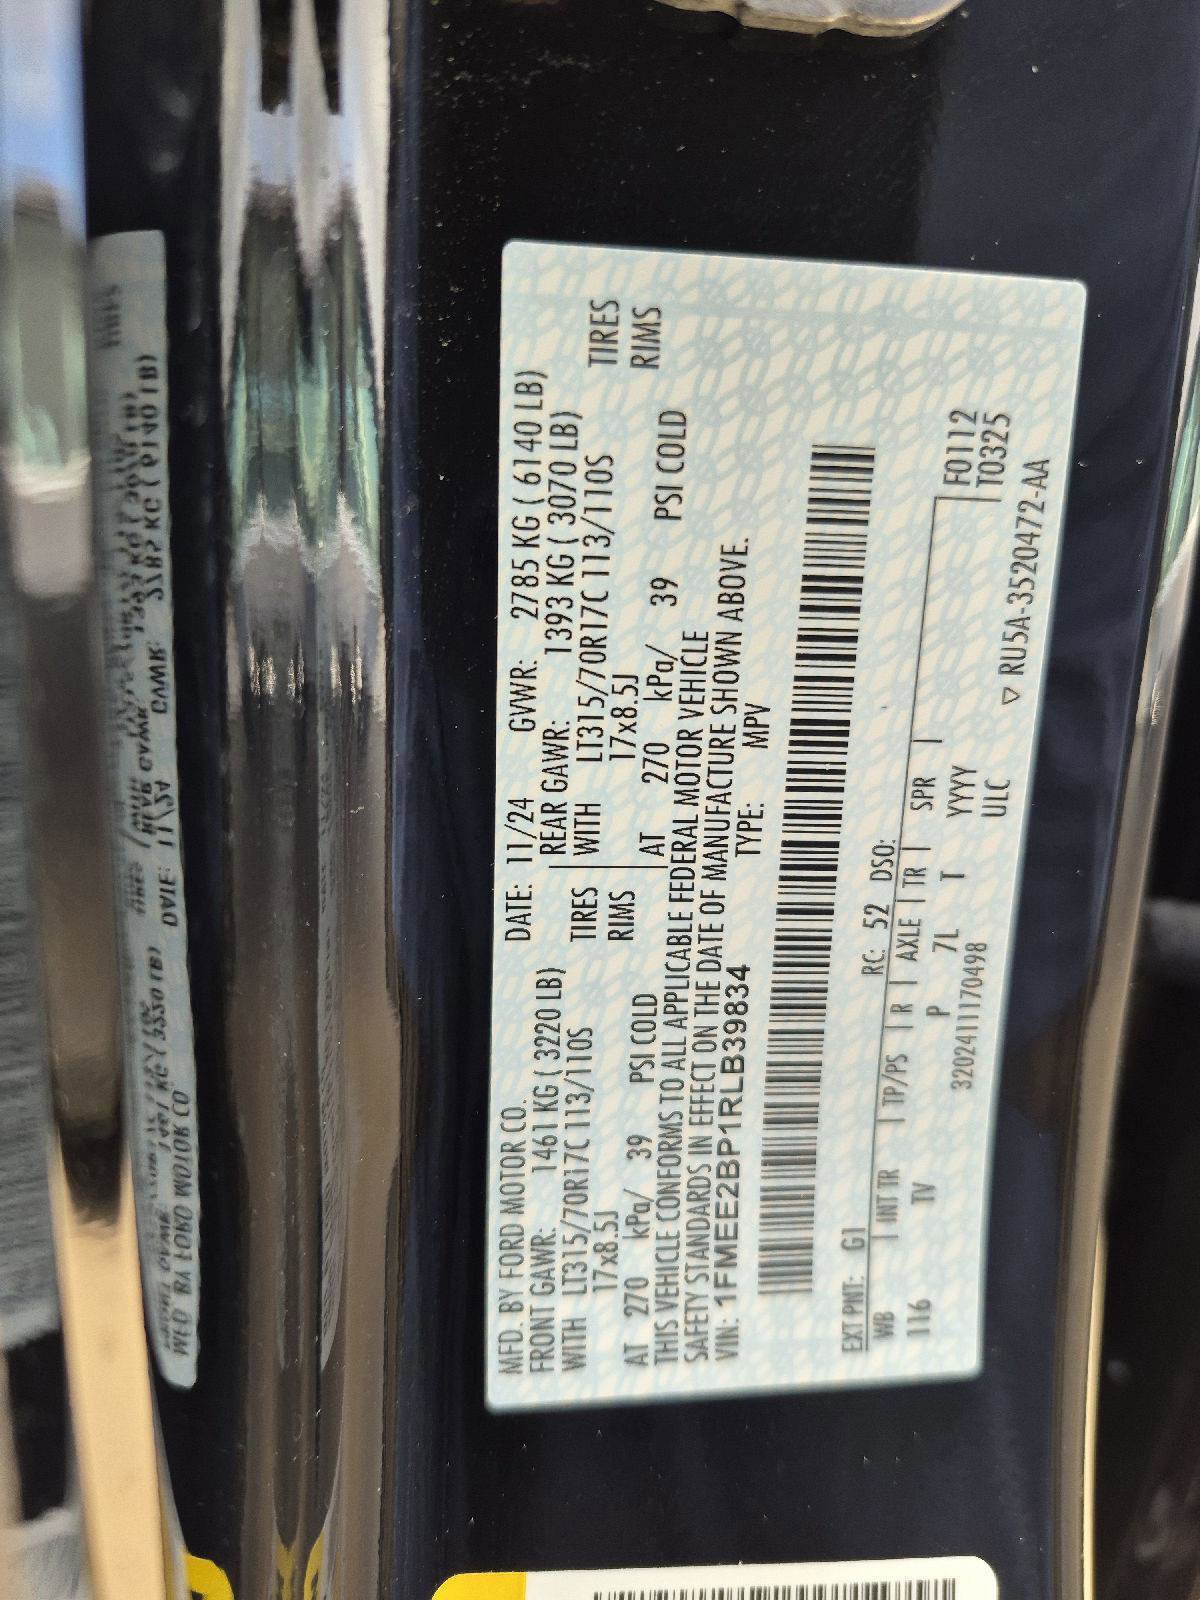 MFD. BY FORD MOTOR CO.
DATE: 11/24 GVWR: 2785 KG ( 6140 LB)
FRONT GAWR: 1461 KG ( 3220 LB)
REAR GAWR: 1393 KG ( 3070 LB)
WITH LT315/70R17C 113/110S TIRES
WITH LT315/70R17C 113/110S TIRES
17x8.5J RIMS
17x8.5J RIMS
AT 270 kPa/ 39 PSI COLD
AT 270 kPa/ 39 PSI COLD
THIS VEHICLE CONFORMS TO ALL APPLICABLE FEDERAL MOTOR VEHICLE
SAFETY STANDARDS IN EFFECT ON THE DATE OF MANUFACTURE SHOWN ABOVE.
VIN: 1FMEE2BP1RLB39834 TYPE: MPV
EXT PNT: G1 RC: 52 DSO:
WB | INT TR | TP/PS | R | AXLE | TR | SPR |
116 TV P 7L T YYYY F0112
3202411170498 ULC T0325
▽ RU5A-3520472-AA